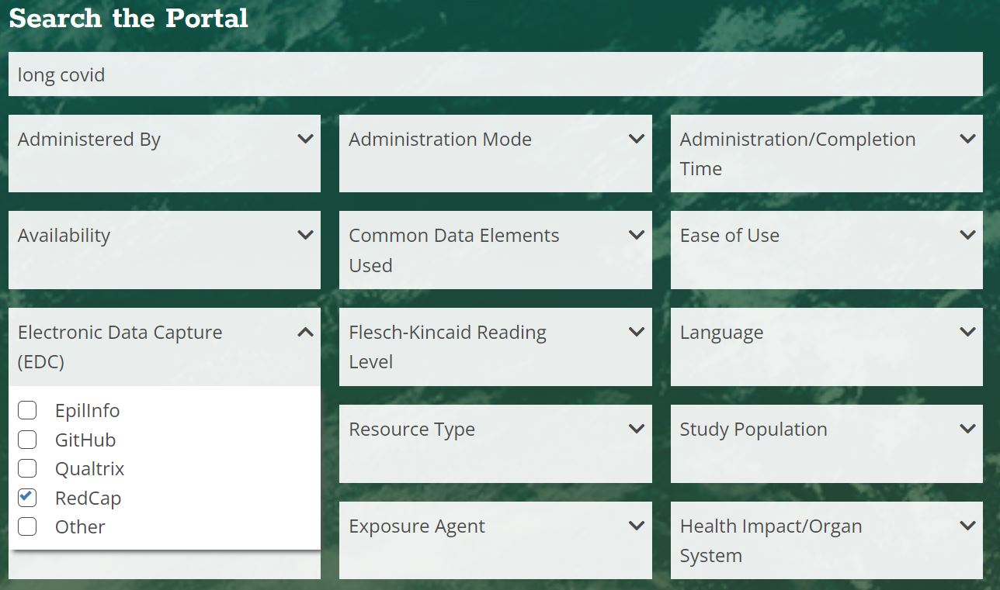 Search the Portal
long covid
Administered By
Administration Mode
Administration/Completion
Time
Availability
Common Data Elements
Used
Ease of Use
Electronic Data Capture
(EDC)
EpilInfo
GitHub
Qualtrix
RedCap
Other
Flesch-Kincaid Reading
Level
Language
Resource Type
Study Population
Exposure Agent
Health Impact/Organ
System